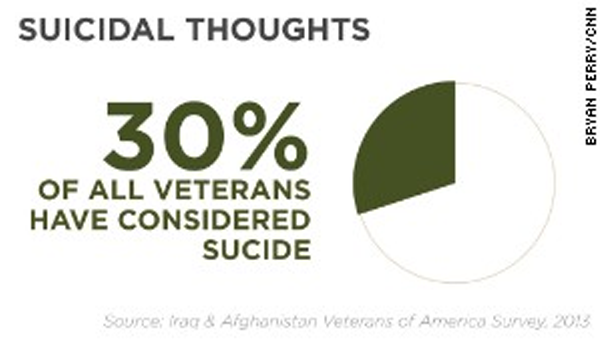 SUICIDAL THOUGHTS
30%
OF ALL VETERANS
HAVE CONSIDERED
SUCIDE
Source: Iraq & Afghanistan Veterans of America Survey, 2013
BRYAN PERRY/CNN